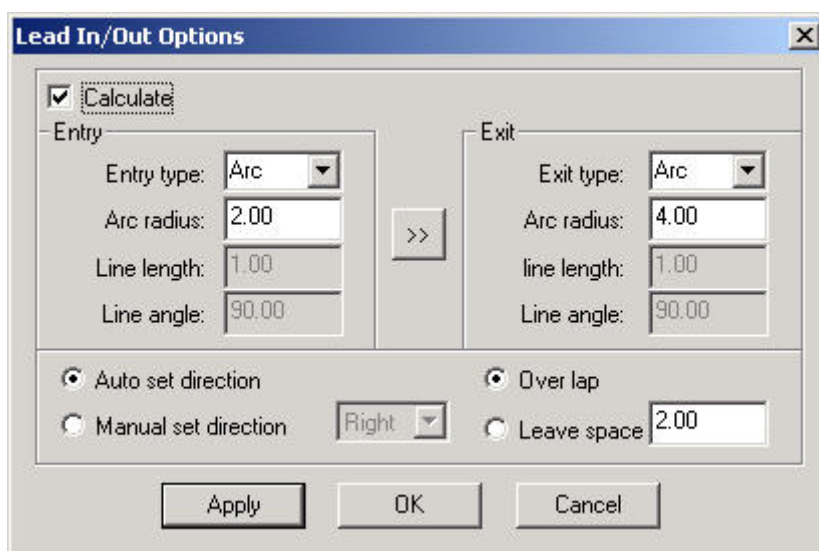 Lead In/Out Options
Calculate
Entry
Entry type: Arc
Arc radius: 2.00
Line length: 1.00
Line angle: 90.00
>>
Exit
Exit type: Arc
Arc radius: 4.00
line length: 1.00
Line angle: 90.00
Auto set direction
Manual set direction Right
Over lap
Leave space 2.00
Apply OK Cancel